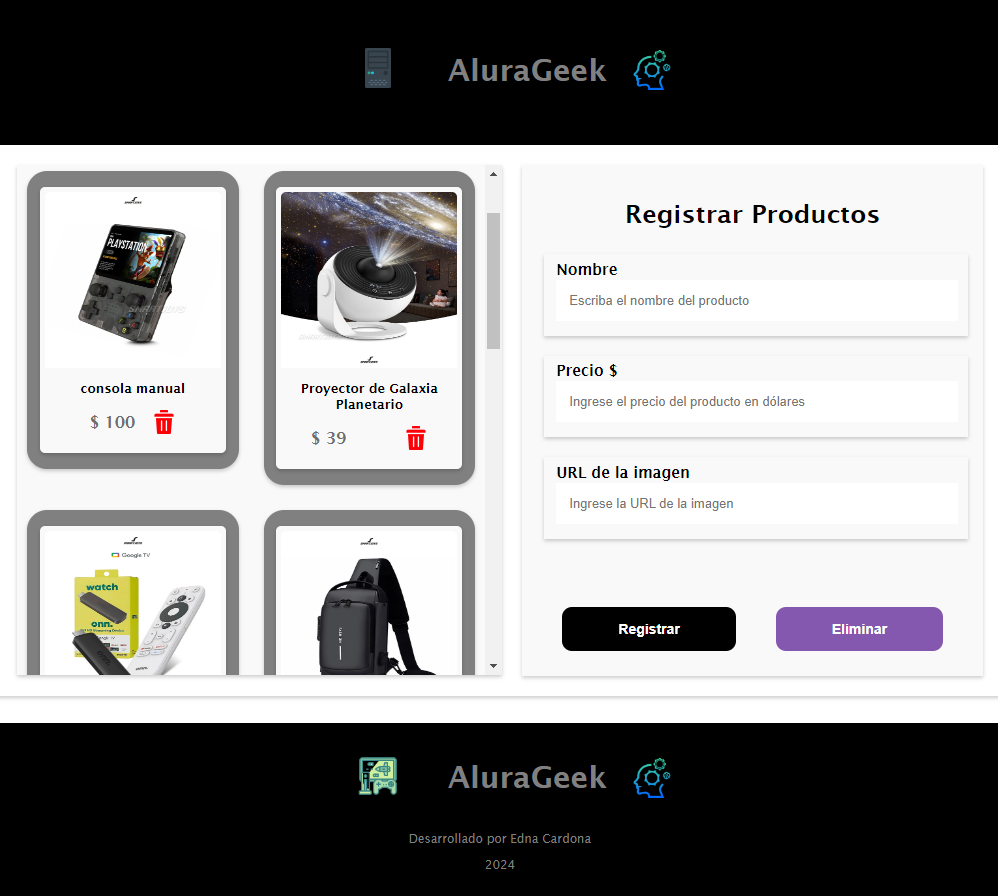 AluraGeek
PLAYSTATION
consola manual
$ 100
Proyector de Galaxia
Planetario
$ 39
Google TV
watch
onn.
Registrar Productos
Nombre
Escriba el nombre del producto
Precio $
Ingrese el precio del producto en dólares
URL de la imagen
Ingrese la URL de la imagen
Registrar
Eliminar
AluraGeek
Desarrollado por Edna Cardona
2024